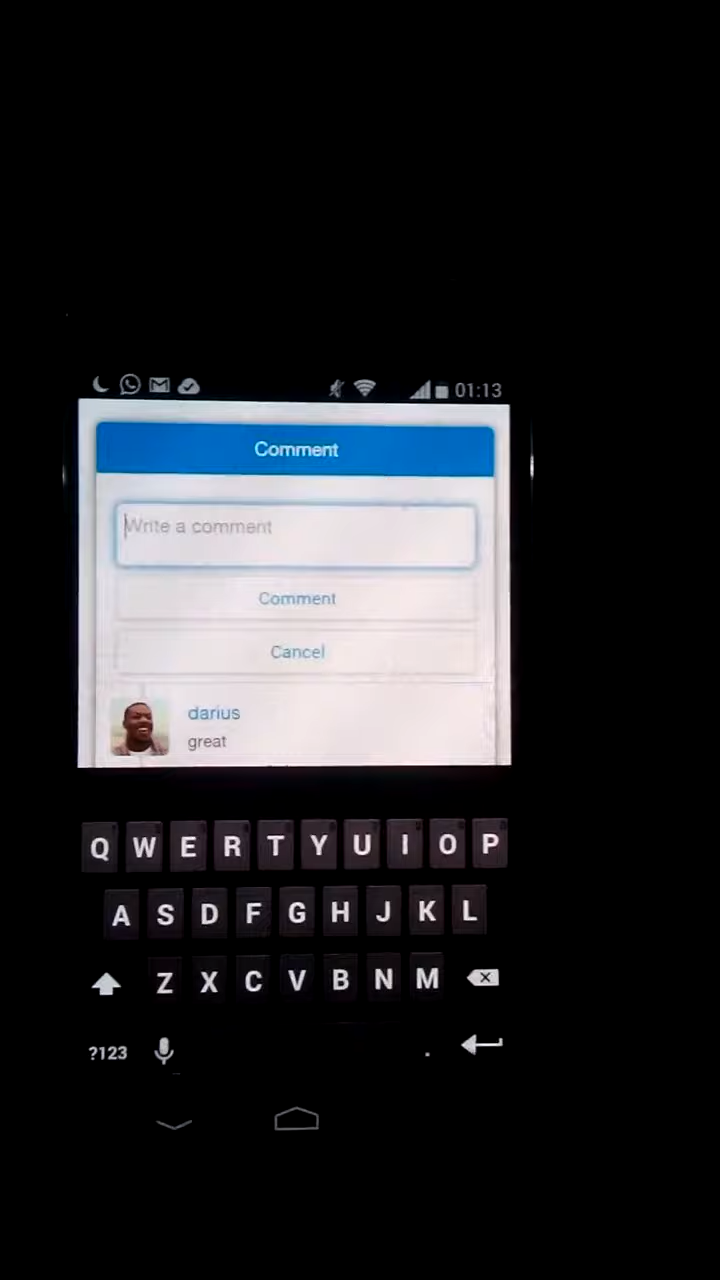 01:13
Comment
Write a comment
Comment
Cancel
darius
great
Q W E R T Y U I O P
A S D F G H J K L
Z X C V B N M
?123 .